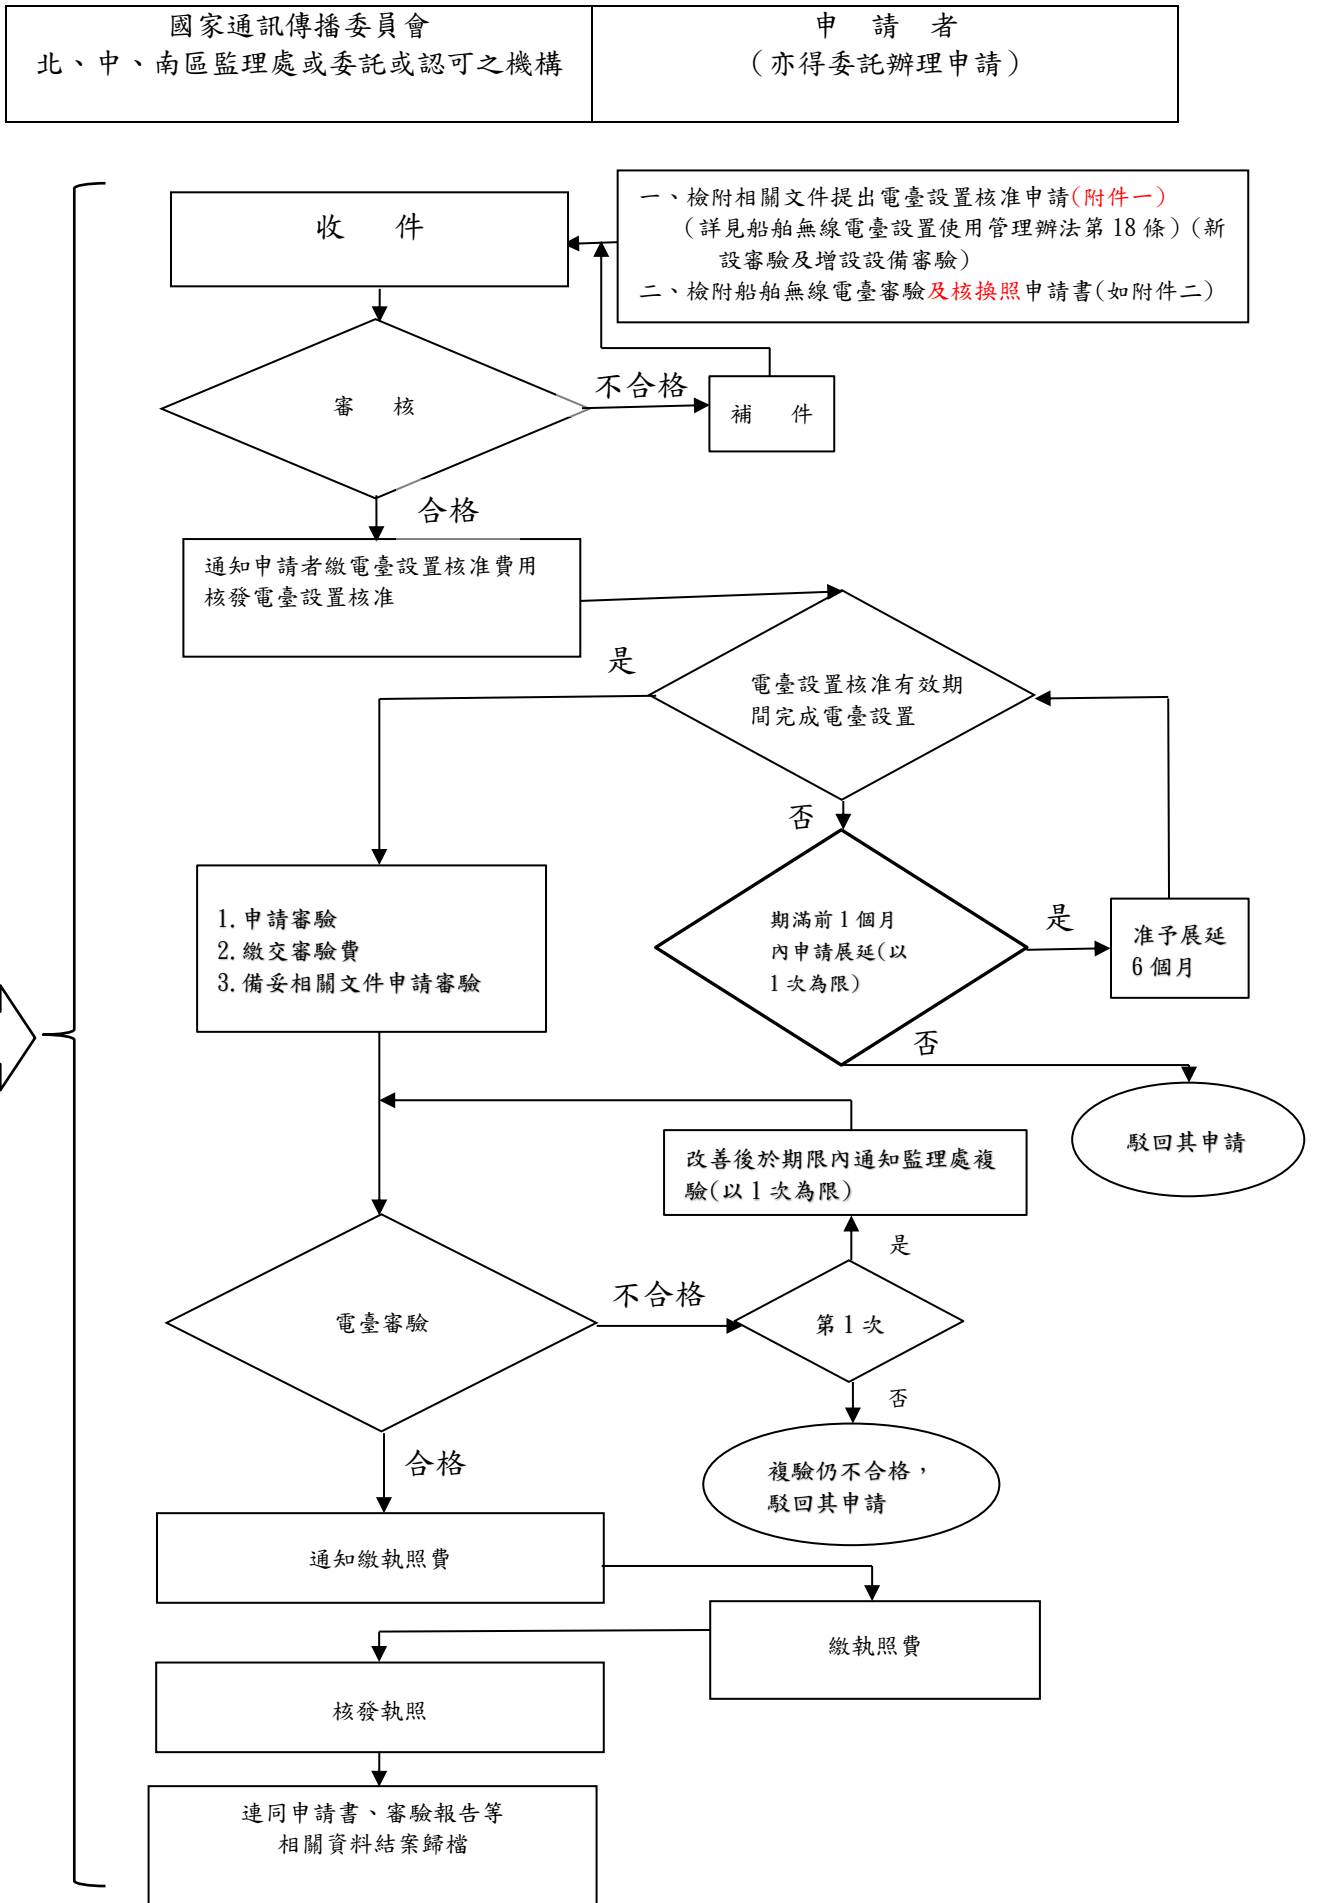 國家通訊傳播委員會
北、中、南區監理處或委託或認可之機構
申 請 者
(亦得委託辦理申請)
收 件
一、檢附相關文件提出電臺設置核准申請(附件一)
(詳見船舶無線電臺設置使用管理辦法第18條)(新
設審驗及增設設備審驗)
二、檢附船舶無線電臺審驗及核換照申請書(如附件二)
審 核
不合格
補 件
合格
通知申請者繳電臺設置核准費用
核發電臺設置核准
是
電臺設置核准有效期
間完成電臺設置
否
1.申請審驗
2.繳交審驗費
3.備妥相關文件申請審驗
期滿前1個月
內申請展延(以
1次為限)
是
准予展延
6個月
否
駁回其申請
改善後於期限內通知監理處複
驗(以1次為限)
是
電臺審驗
不合格
第1次
否
合格
複驗仍不合格，
駁回其申請
通知繳執照費
繳執照費
核發執照
連同申請書、審驗報告等
相關資料結案歸檔